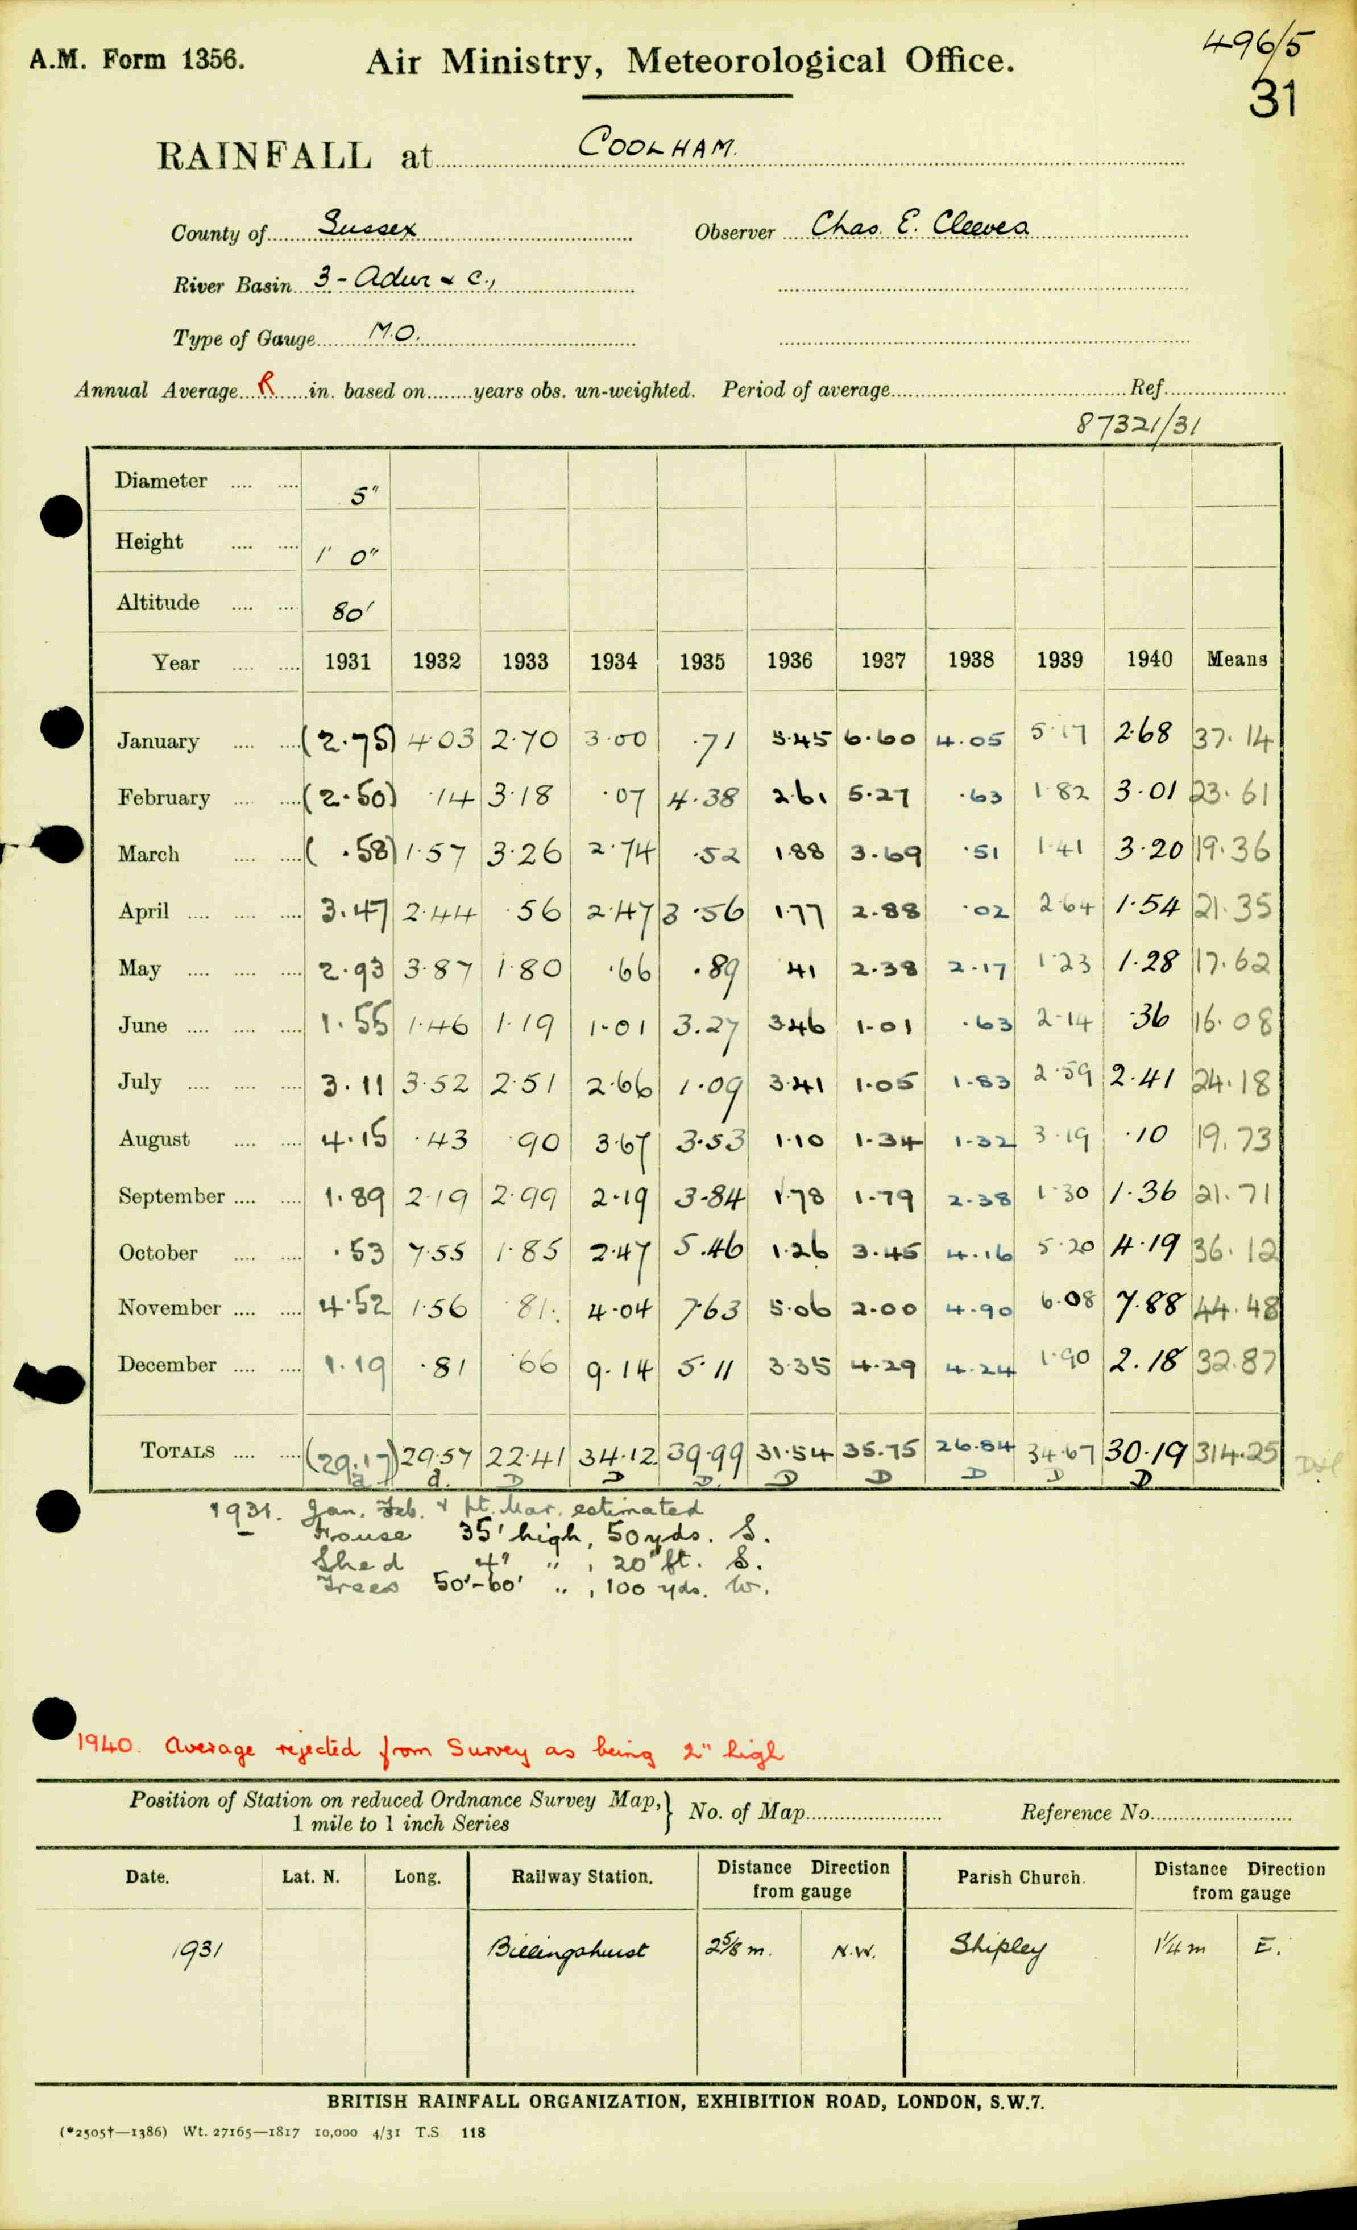 496/5
A.M. Form 1356. Air Ministry, Meteorological Office.
31
RAINFALL at COOLHAM.
County of Sussex Observer Chas. E. Cleeves
River Basin 3 - Adur & c.,
Type of Gauge M.O.
Annual Average R in. based on years obs. un-weighted. Period of average Ref.
87321/31
Diameter 5"
Height 1' 0"
Altitude 80'
Year 1931 1932 1933 1934 1935 1936 1937 1938 1939 1940 Means
January (2.75) 4.03 2.70 3.00 .71 5.45 6.60 4.05 5.17 2.68 37.14
February (2.50) .14 3.18 .07 4.38 2.61 5.27 .63 1.82 3.01 23.61
March ( .58) 1.57 3.26 2.74 .52 1.88 3.69 .51 1.41 3.20 19.36
April 3.47 2.44 .56 2.47 3.56 1.77 2.88 .02 2.64 1.54 21.35
May 2.93 3.87 1.80 .66 .89 .41 2.38 2.17 1.23 1.28 17.62
June 1.55 1.46 1.19 1.01 3.27 3.46 1.01 .63 2.14 .36 16.08
July 3.11 3.52 2.51 2.66 1.09 3.41 1.05 1.83 2.59 2.41 24.18
August 4.15 .43 .90 3.67 3.53 1.10 1.34 1.32 3.19 .10 19.73
September 1.89 2.19 2.99 2.19 3.84 1.78 1.79 2.38 1.30 1.36 21.71
October .53 7.55 1.85 2.47 5.46 1.26 3.45 4.16 5.20 4.19 36.12
November 4.52 1.56 .81 4.04 7.63 5.06 2.00 4.90 6.08 7.88 44.48
December 1.19 .81 .66 9.14 5.11 3.35 4.29 4.24 1.90 2.18 32.87
TOTALS (29.17) 29.57 22.41 34.12 39.99 31.54 35.75 26.84 34.67 30.19 314.25
a d. D D D. D D D D D
1931. Jan. Feb. & pt. Mar. estimated
House 35' high, 50 yds. S.
Shed 4' " , 20 ft. S.
Trees 50'-60' " , 100 yds. W.
1940. Average rejected from Survey as being 2" high
Position of Station on reduced Ordnance Survey Map, } No. of Map Reference No.
1 mile to 1 inch Series
Date. Lat. N. Long. Railway Station. Distance Direction from gauge Parish Church. Distance Direction from gauge
1931 Billingshurst 2 5/8 m. N.W. Shipley 1 1/4 m E.
BRITISH RAINFALL ORGANIZATION, EXHIBITION ROAD, LONDON, S.W.7.
(*2505†—1386) Wt. 27165—1817 10,000 4/31 T.S. 118